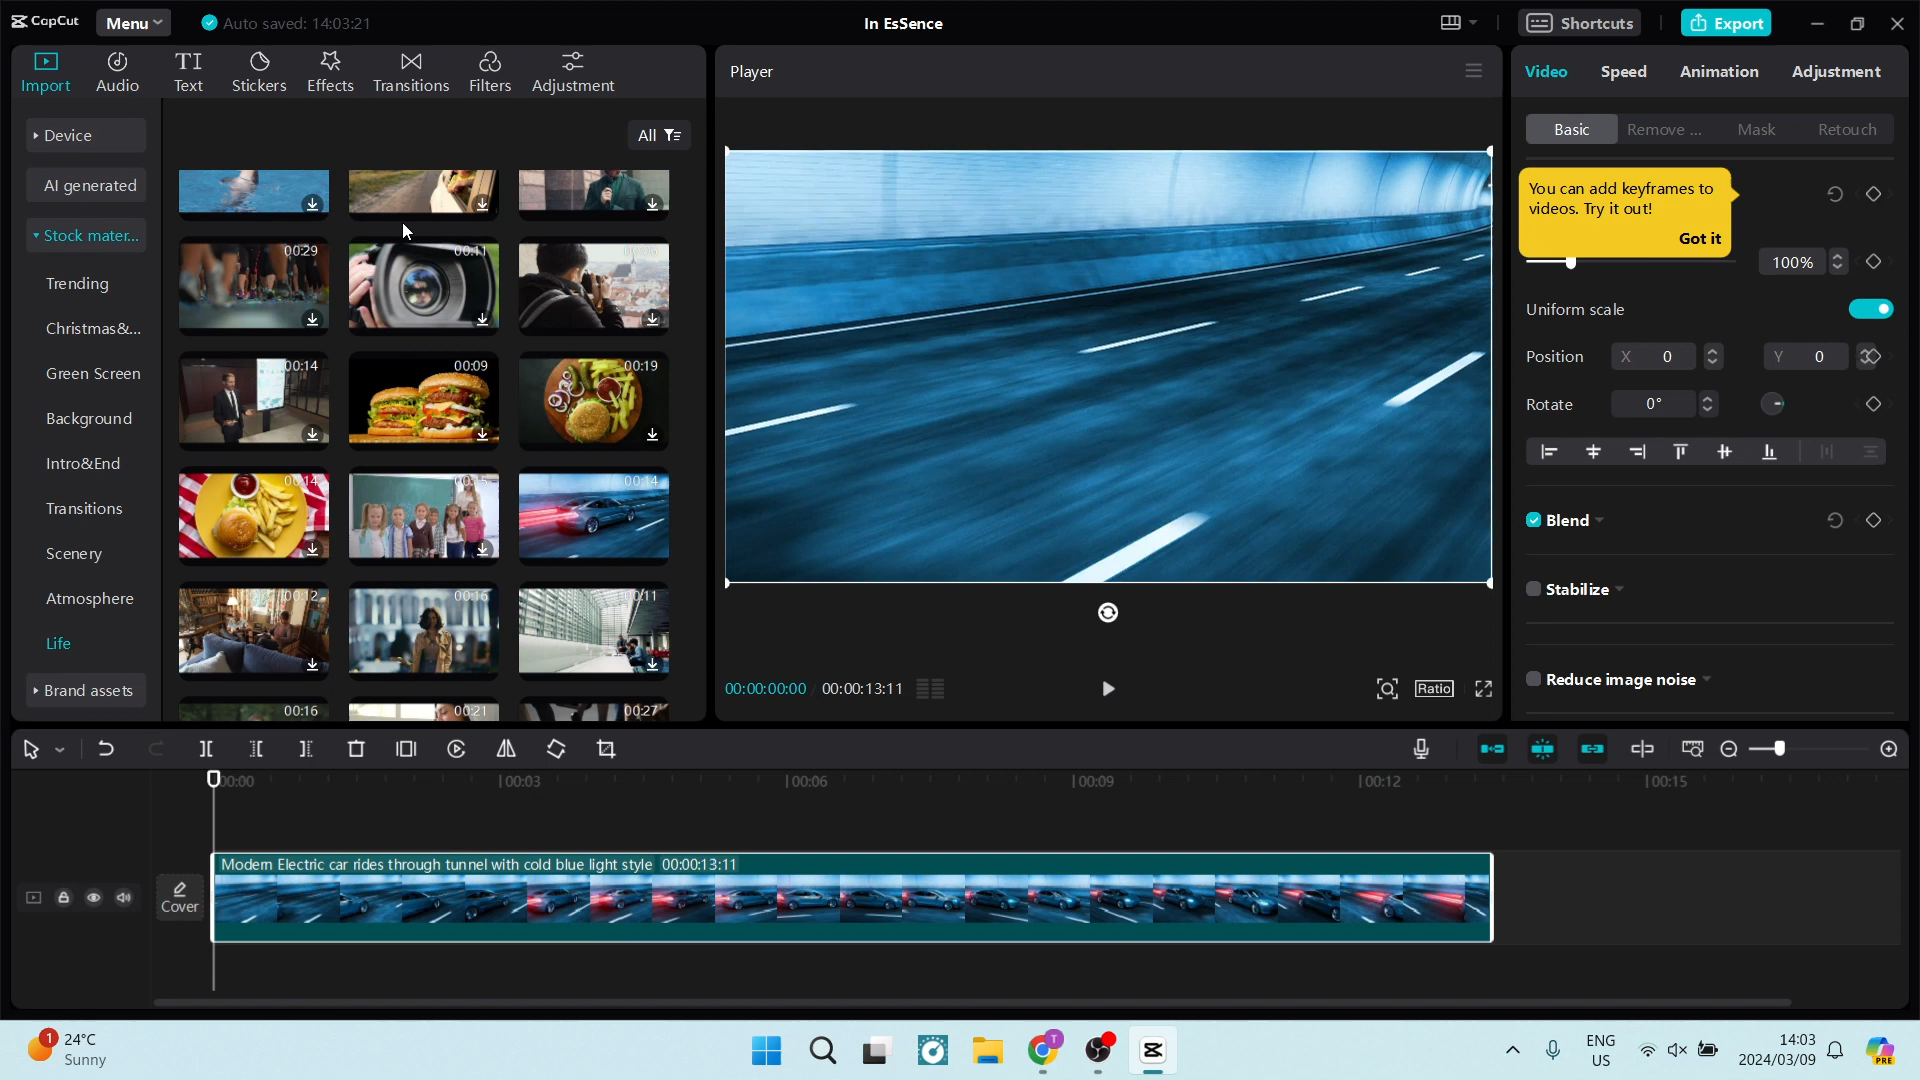 CapCut
Menu
Auto saved: 14:03:21
In EsSence
Shortcuts
Export
Import
Audio
Text
Stickers
Effects
Transitions
Filters
Adjustment
Device
AI generated
Stock mater...
Trending
Christmas&...
Green Screen
Background
Intro&End
Transitions
Scenery
Atmosphere
Life
Brand assets
All
00:29
00:11
00:14
00:09
00:19
00:14
00:14
00:12
00:16
00:11
00:16
00:21
00:27
Player
00:00:00:00 / 00:00:13:11
Ratio
Video
Speed
Animation
Adjustment
Basic
Remove ...
Mask
Retouch
You can add keyframes to
videos. Try it out!
Got it
100%
Uniform scale
Position
X 0
Y 0
Rotate
0°
Blend
Stabilize
Reduce image noise
00:00
00:03
00:06
00:09
00:12
00:15
Cover
Modern Electric car rides through tunnel with cold blue light style 00:00:13:11
1
24°C
Sunny
T
ENG
US
14:03
2024/03/09
PRE